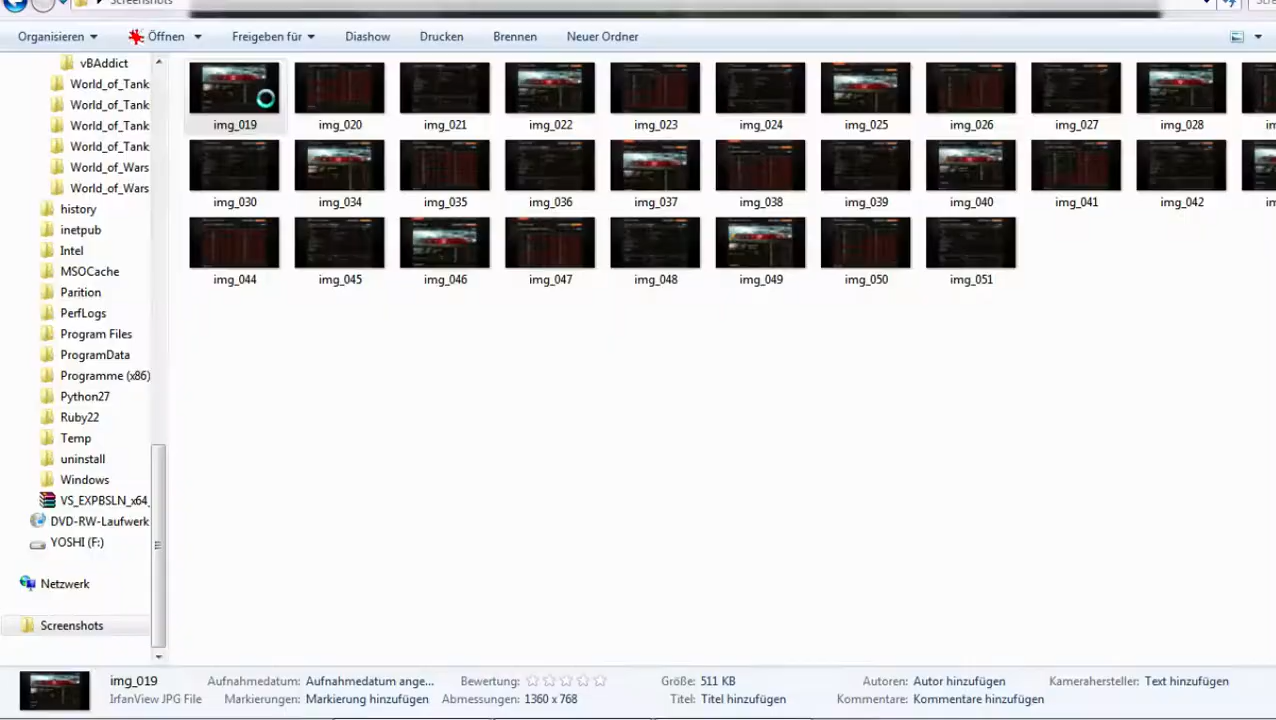 Screenshots
Organisieren Öffnen Freigeben für Diashow Drucken Brennen Neuer Ordner
vBAddict
World_of_Tank
World_of_Tank
World_of_Tank
World_of_Tank
World_of_Wars
World_of_Wars
history
inetpub
Intel
MSOCache
Parition
PerfLogs
Program Files
ProgramData
Programme (x86)
Python27
Ruby22
Temp
uninstall
Windows
VS_EXPBSLN_x64_
DVD-RW-Laufwerk
YOSHI (F:)
Netzwerk
Screenshots
img_019 img_020 img_021 img_022 img_023 img_024 img_025 img_026 img_027 img_028
img_030 img_034 img_035 img_036 img_037 img_038 img_039 img_040 img_041 img_042
img_044 img_045 img_046 img_047 img_048 img_049 img_050 img_051
img_019 Aufnahmedatum: Aufnahmedatum ange... Bewertung: Größe: 511 KB Autoren: Autor hinzufügen Kamerahersteller: Text hinzufügen
IrfanView JPG File Markierungen: Markierung hinzufügen Abmessungen: 1360 x 768 Titel: Titel hinzufügen Kommentare: Kommentare hinzufügen